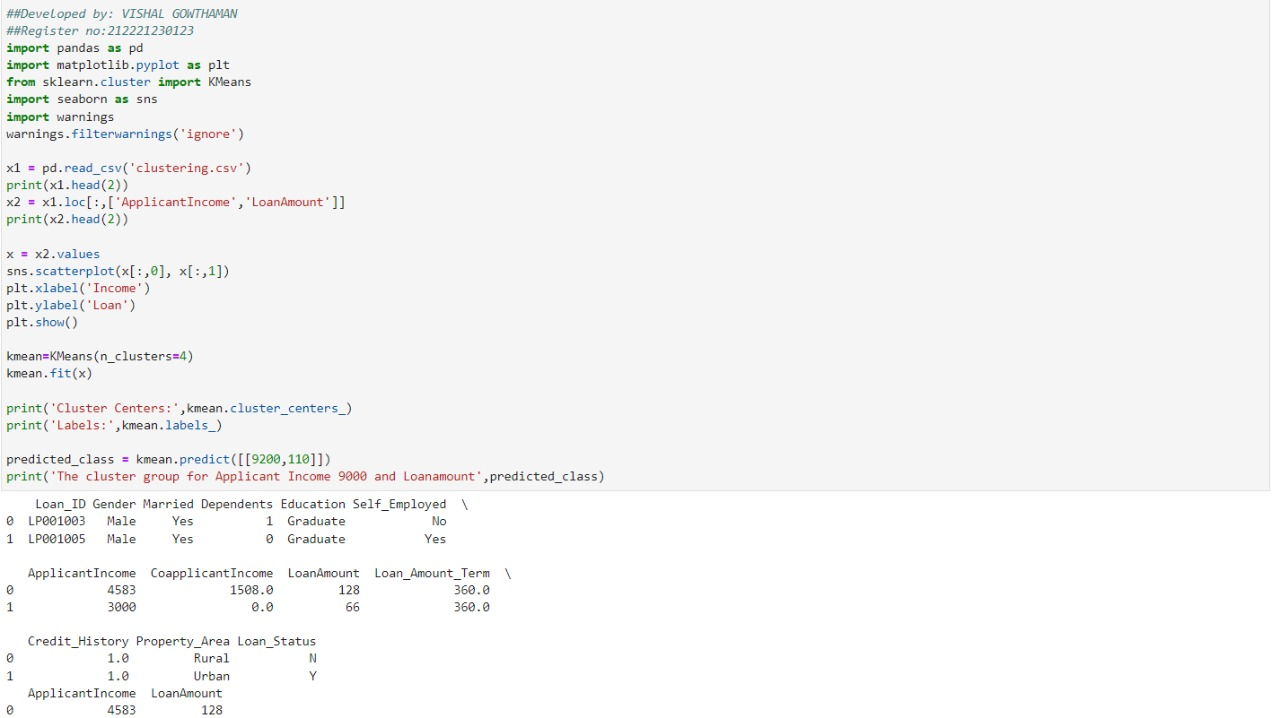 ##Developed by: VISHAL GOWTHAMAN
##Register no:212221230123
import pandas as pd
import matplotlib.pyplot as plt
from sklearn.cluster import KMeans
import seaborn as sns
import warnings
warnings.filterwarnings('ignore')

x1 = pd.read_csv('clustering.csv')
print(x1.head(2))
x2 = x1.loc[:,['ApplicantIncome','LoanAmount']]
print(x2.head(2))

x = x2.values
sns.scatterplot(x[:,0], x[:,1])
plt.xlabel('Income')
plt.ylabel('Loan')
plt.show()

kmean=KMeans(n_clusters=4)
kmean.fit(x)

print('Cluster Centers:',kmean.cluster_centers_)
print('Labels:',kmean.labels_)

predicted_class = kmean.predict([[9200,110]])
print('The cluster group for Applicant Income 9000 and Loanamount',predicted_class)
    Loan_ID Gender Married Dependents Education Self_Employed  \
0  LP001003   Male     Yes          1  Graduate            No
1  LP001005   Male     Yes          0  Graduate           Yes

   ApplicantIncome  CoapplicantIncome  LoanAmount  Loan_Amount_Term  \
0             4583             1508.0         128             360.0
1             3000                0.0          66             360.0

   Credit_History Property_Area Loan_Status
0             1.0         Rural           N
1             1.0         Urban           Y
   ApplicantIncome  LoanAmount
0             4583         128